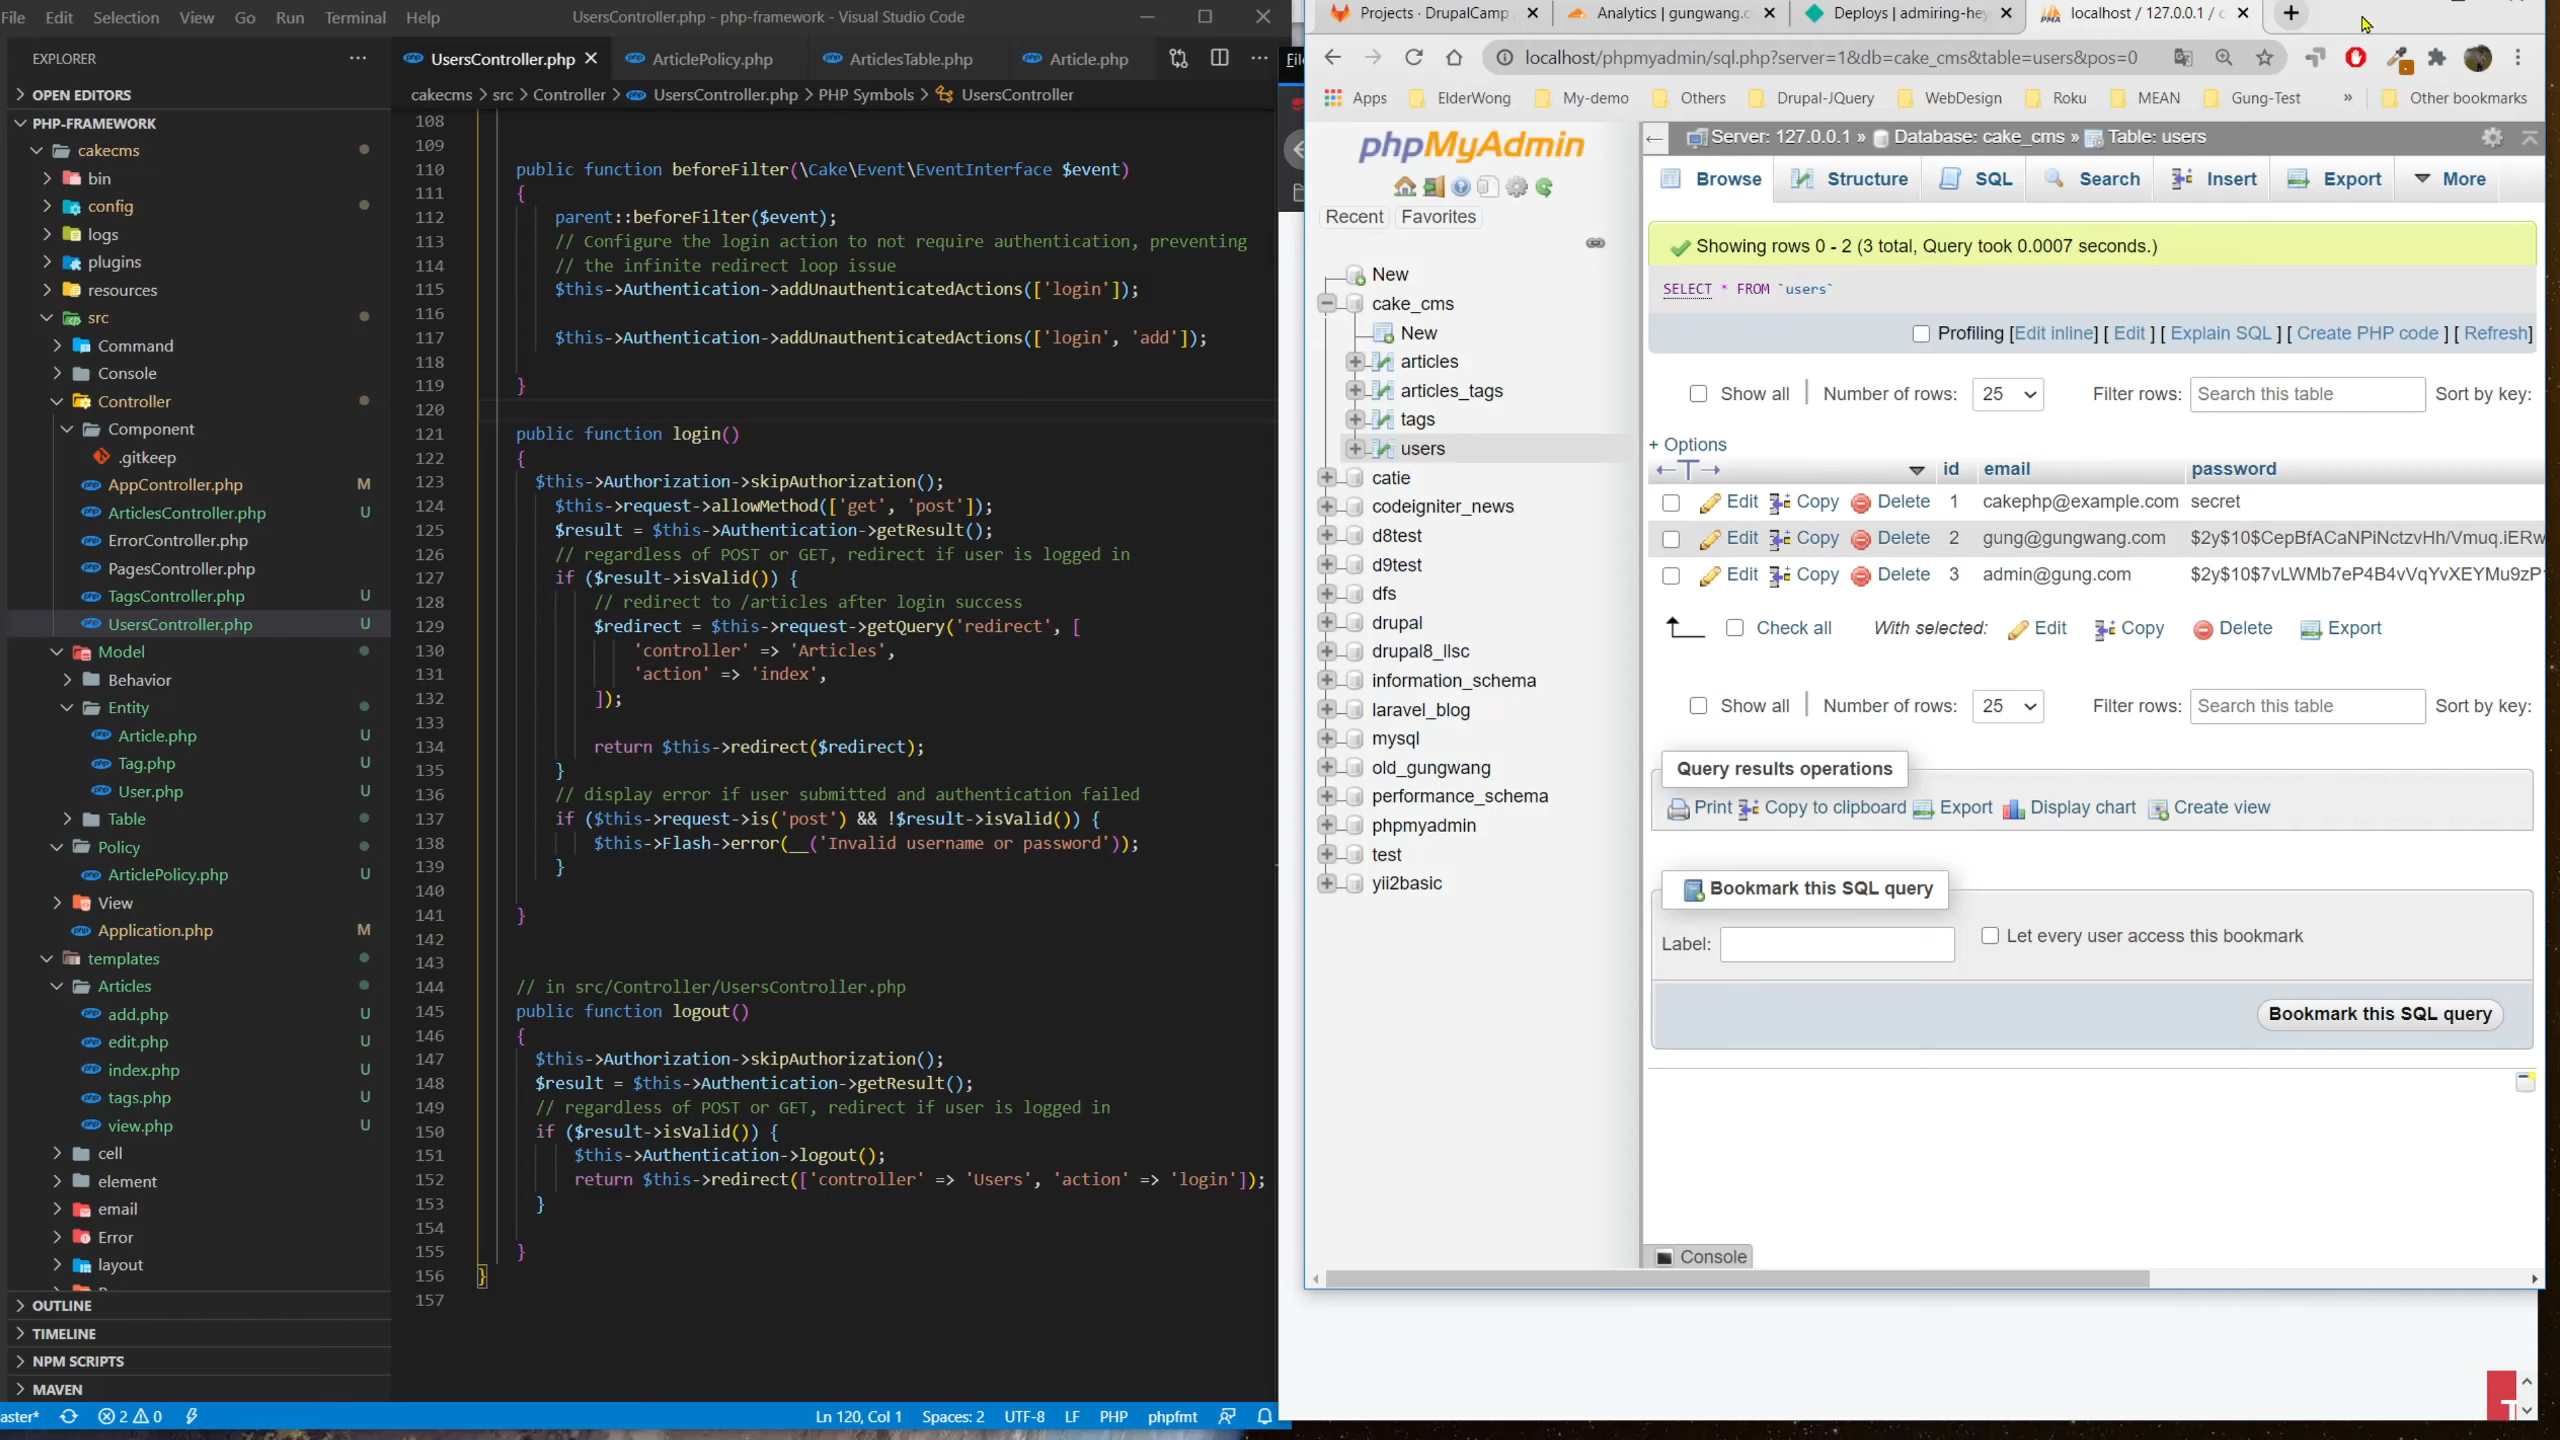 File Edit Selection View Go Run Terminal Help
UsersController.php - php-framework - Visual Studio Code
EXPLORER
OPEN EDITORS
PHP-FRAMEWORK
cakecms
bin
config
logs
plugins
resources
src
Command
Console
Controller
Component
.gitkeep
AppController.php M
ArticlesController.php U
ErrorController.php
PagesController.php
TagsController.php U
UsersController.php U
Model
Behavior
Entity
Article.php U
Tag.php U
User.php U
Table
Policy
ArticlePolicy.php U
View
Application.php M
templates
Articles
add.php U
edit.php U
index.php U
tags.php U
view.php U
cell
element
email
Error
layout
OUTLINE
TIMELINE
NPM SCRIPTS
MAVEN
UsersController.php ArticlePolicy.php ArticlesTable.php Article.php
cakecms > src > Controller > UsersController.php > PHP Symbols > UsersController
108
109
110 public function beforeFilter(\Cake\Event\EventInterface $event)
111 {
112 parent::beforeFilter($event);
113 // Configure the login action to not require authentication, preventing
114 // the infinite redirect loop issue
115 $this->Authentication->addUnauthenticatedActions(['login']);
116
117 $this->Authentication->addUnauthenticatedActions(['login', 'add']);
118
119 }
120
121 public function login()
122 {
123 $this->Authorization->skipAuthorization();
124 $this->request->allowMethod(['get', 'post']);
125 $result = $this->Authentication->getResult();
126 // regardless of POST or GET, redirect if user is logged in
127 if ($result->isValid()) {
128 // redirect to /articles after login success
129 $redirect = $this->request->getQuery('redirect', [
130 'controller' => 'Articles',
131 'action' => 'index',
132 ]);
133
134 return $this->redirect($redirect);
135 }
136 // display error if user submitted and authentication failed
137 if ($this->request->is('post') && !$result->isValid()) {
138 $this->Flash->error(__('Invalid username or password'));
139 }
140
141 }
142
143
144 // in src/Controller/UsersController.php
145 public function logout()
146 {
147 $this->Authorization->skipAuthorization();
148 $result = $this->Authentication->getResult();
149 // regardless of POST or GET, redirect if user is logged in
150 if ($result->isValid()) {
151 $this->Authentication->logout();
152 return $this->redirect(['controller' => 'Users', 'action' => 'login']);
153 }
154
155 }
156 }
157
aster* 2 0 Ln 120, Col 1 Spaces: 2 UTF-8 LF PHP phpfmt
Projects · DrupalCamp Analytics | gungwang.c Deploys | admiring-hey localhost / 127.0.0.1 / c
localhost/phpmyadmin/sql.php?server=1&db=cake_cms&table=users&pos=0
Apps ElderWong My-demo Others Drupal-JQuery WebDesign Roku MEAN Gung-Test » Other bookmarks
phpMyAdmin
Recent Favorites
New
cake_cms
New
articles
articles_tags
tags
users
catie
codeigniter_news
d8test
d9test
dfs
drupal
drupal8_llsc
information_schema
laravel_blog
mysql
old_gungwang
performance_schema
phpmyadmin
test
yii2basic
Server: 127.0.0.1 » Database: cake_cms » Table: users
Browse Structure SQL Search Insert Export More
Showing rows 0 - 2 (3 total, Query took 0.0007 seconds.)
SELECT * FROM `users`
Profiling [Edit inline] [ Edit ] [ Explain SQL ] [ Create PHP code ] [ Refresh]
Show all | Number of rows: 25 Filter rows: Search this table Sort by key:
+ Options
id email password
Edit Copy Delete 1 cakephp@example.com secret
Edit Copy Delete 2 gung@gungwang.com $2y$10$CepBfACaNPiNctzvHh/Vmuq.iERw
Edit Copy Delete 3 admin@gung.com $2y$10$7vLWMb7eP4B4vVqYvXEYMu9zP
Check all With selected: Edit Copy Delete Export
Show all | Number of rows: 25 Filter rows: Search this table Sort by key:
Query results operations
Print Copy to clipboard Export Display chart Create view
Bookmark this SQL query
Label: Let every user access this bookmark
Bookmark this SQL query
Console